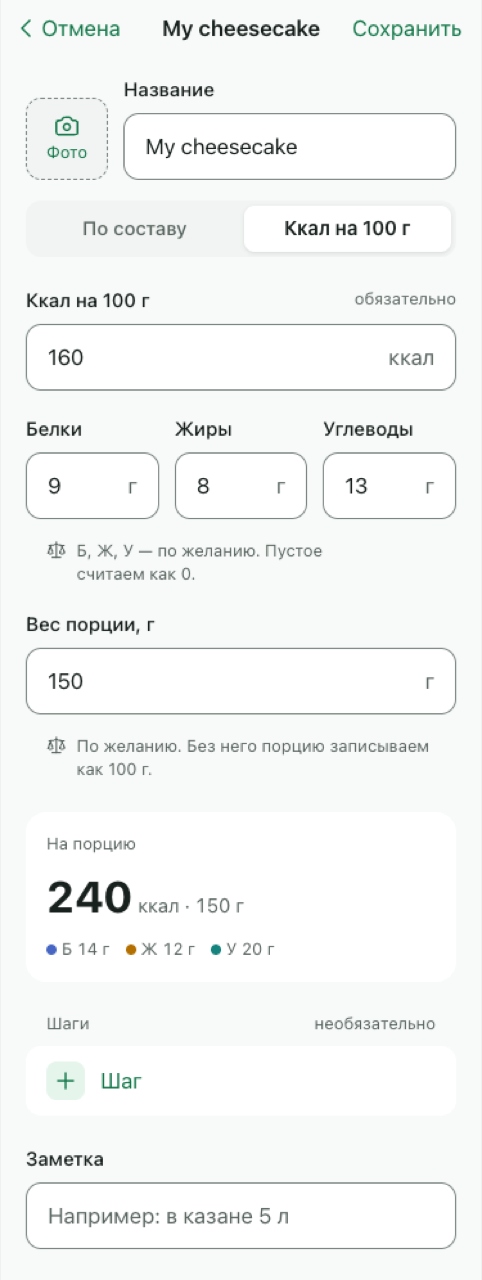 Отмена My cheesecake Сохранить
Название
Фото
My cheesecake
По составу Ккал на 100 г
Ккал на 100 г обязательно
160 ккал
Белки Жиры Углеводы
9 г 8 г 13 г
Б, Ж, У — по желанию. Пустое
считаем как 0.
Вес порции, г
150 г
По желанию. Без него порцию записываем
как 100 г.
На порцию
240 ккал · 150 г
Б 14 г Ж 12 г У 20 г
Шаги необязательно
Шаг
Заметка
Например: в казане 5 л